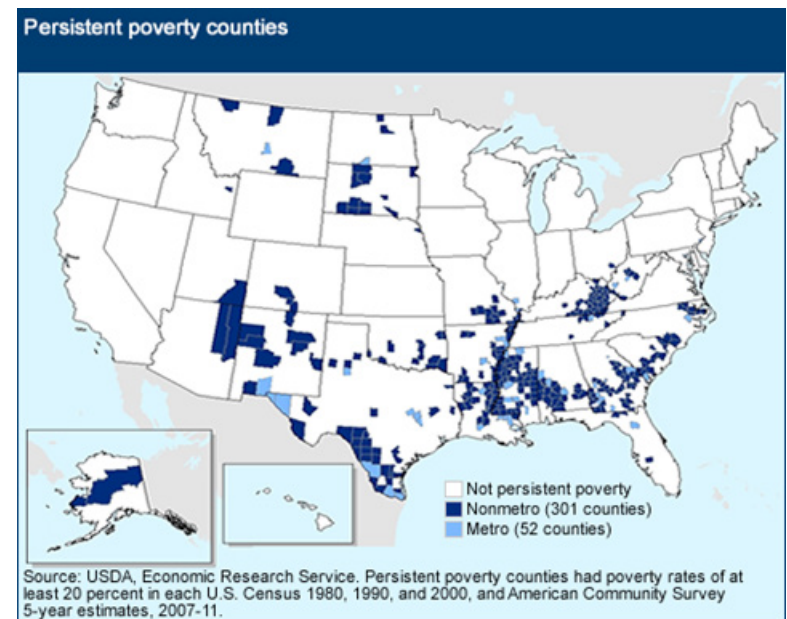 Persistent poverty counties
Not persistent poverty
Nonmetro (301 counties)
Metro (52 counties)
Source: USDA, Economic Research Service. Persistent poverty counties had poverty rates of at
least 20 percent in each U.S. Census 1980, 1990, and 2000, and American Community Survey
5-year estimates, 2007-11.